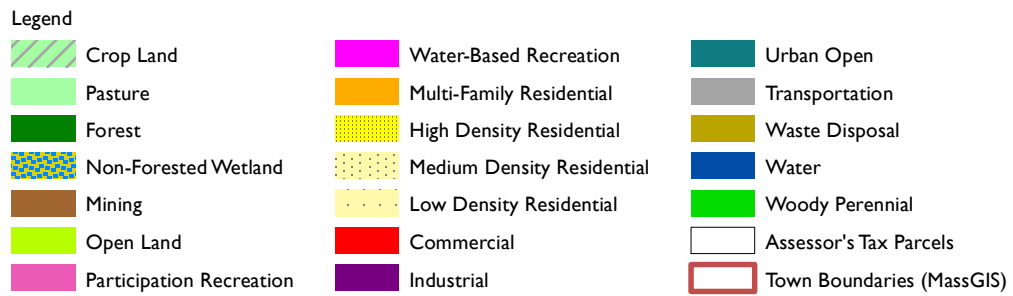 Legend
Crop Land
Pasture
Forest
Non-Forested Wetland
Mining
Open Land
Participation Recreation
Water-Based Recreation
Multi-Family Residential
High Density Residential
Medium Density Residential
Low Density Residential
Commercial
Industrial
Urban Open
Transportation
Waste Disposal
Water
Woody Perennial
Assessor's Tax Parcels
Town Boundaries (MassGIS)